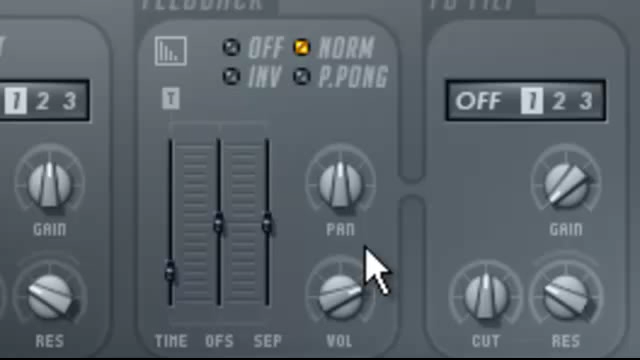 FEEDBACK
OFF NORM
INV P.PONG
T
1 2 3
OFF 1 2 3
GAIN
PAN
GAIN
RES
TIME OFS SEP
VOL
CUT RES